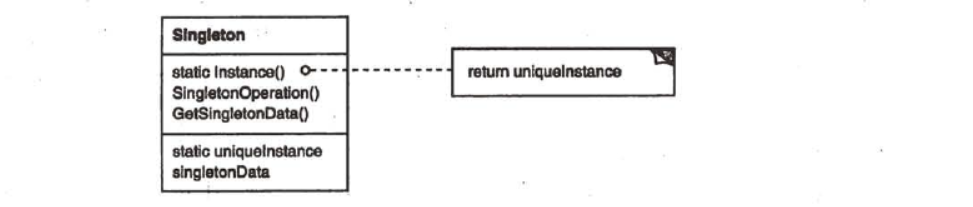 Singleton
static Instance()
SingletonOperation()
GetSingletonData()
return uniqueInstance
static uniqueInstance
singletonData